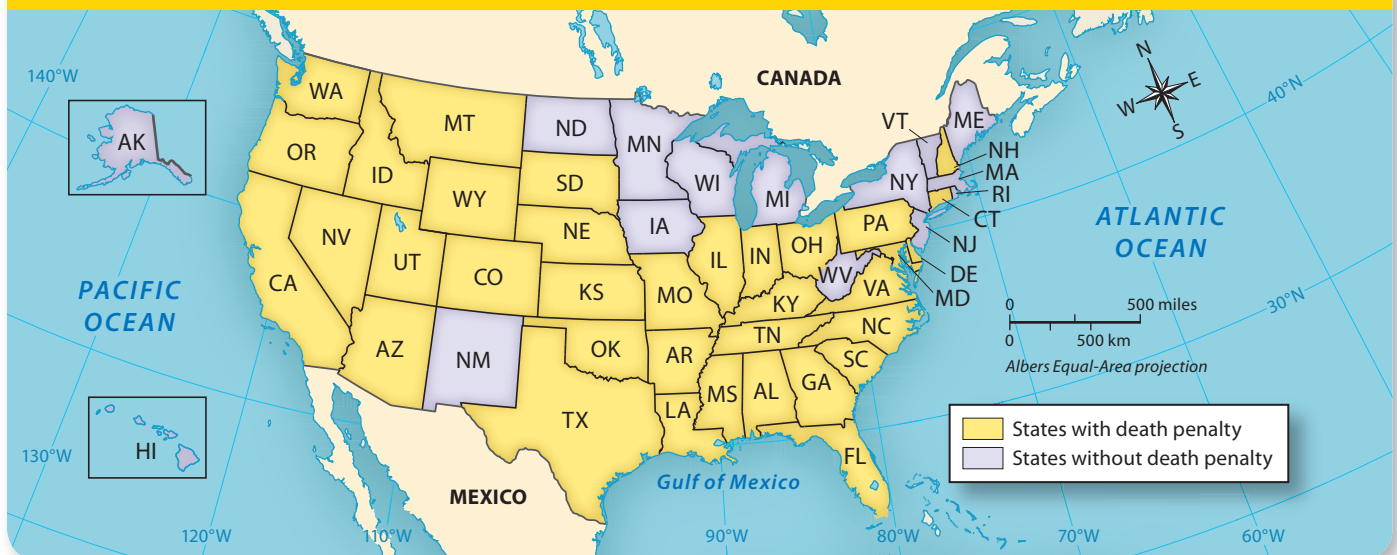 140°W
CANADA
N
E
W
S
40°N
AK
WA
MT
ND
MN
VT
ME
OR
ID
WY
SD
WI
MI
NY
NH
MA
RI
CT
NJ
DE
MD
NV
UT
CO
NE
IA
IL
IN
OH
PA
WV
VA
CA
KS
MO
KY
NC
TN
AZ
NM
OK
AR
SC
MS
AL
GA
TX
LA
FL
PACIFIC
OCEAN
ATLANTIC
OCEAN
30°N
0 500 miles
0 500 km
Albers Equal-Area projection
HI
130°W
MEXICO
Gulf of Mexico
States with death penalty
States without death penalty
120°W
110°W
90°W
80°W
70°W
60°W